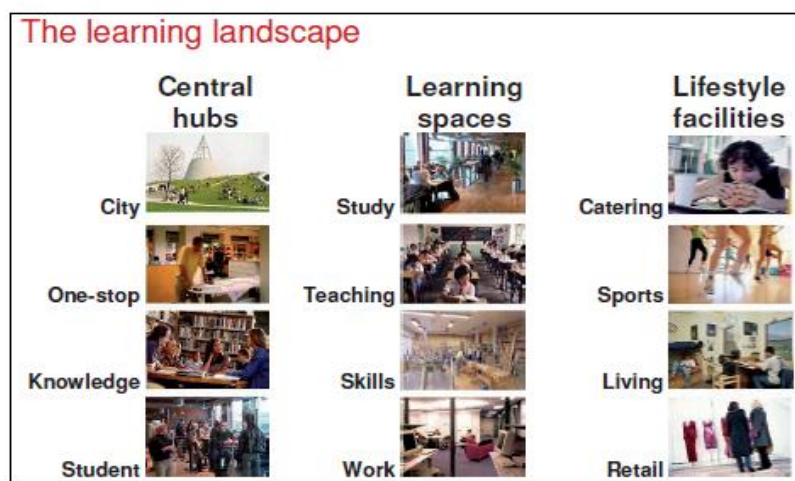 The learning landscape
Central
hubs
Learning
spaces
Lifestyle
facilities
City
Study
Catering
One-stop
Teaching
Sports
Knowledge
Skills
Living
Student
Work
Retail